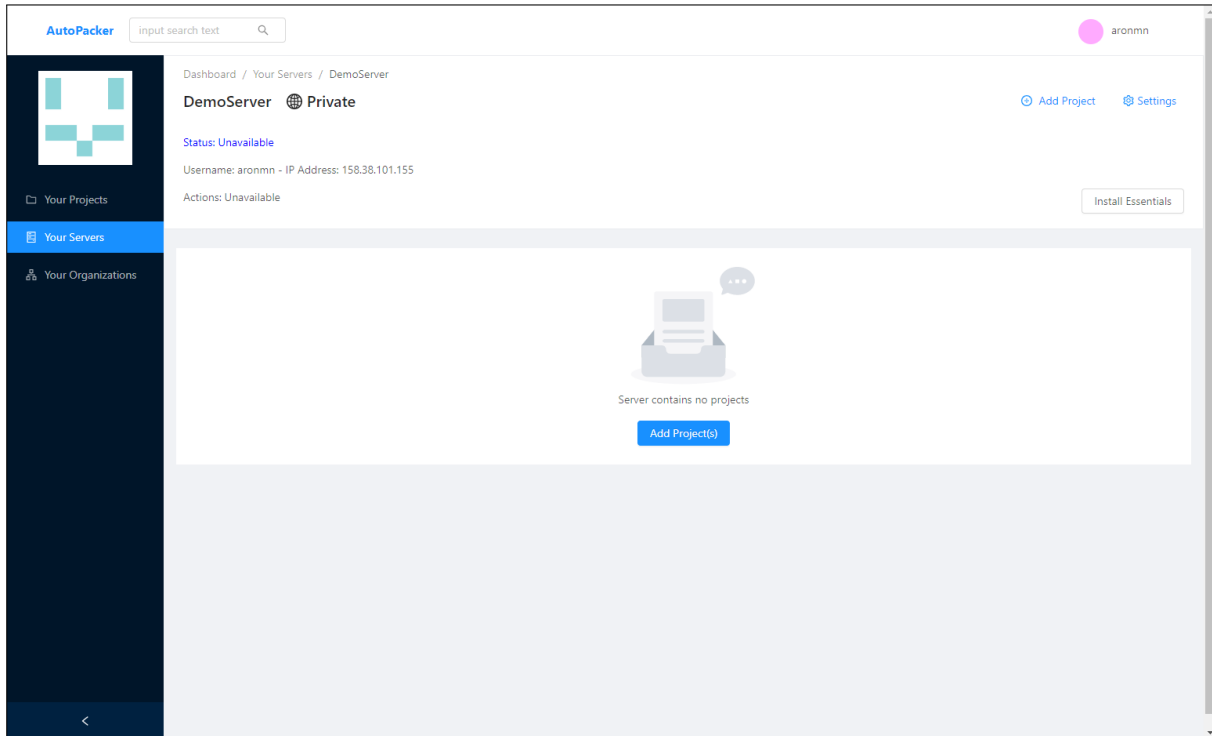 AutoPacker
input search text
aronmn
Dashboard / Your Servers / DemoServer
DemoServer Private
Add Project
Settings
Status: Unavailable
Username: aronmn - IP Address: 158.38.101.155
Actions: Unavailable
Install Essentials
Your Projects
Your Servers
Your Organizations
Server contains no projects
Add Project(s)